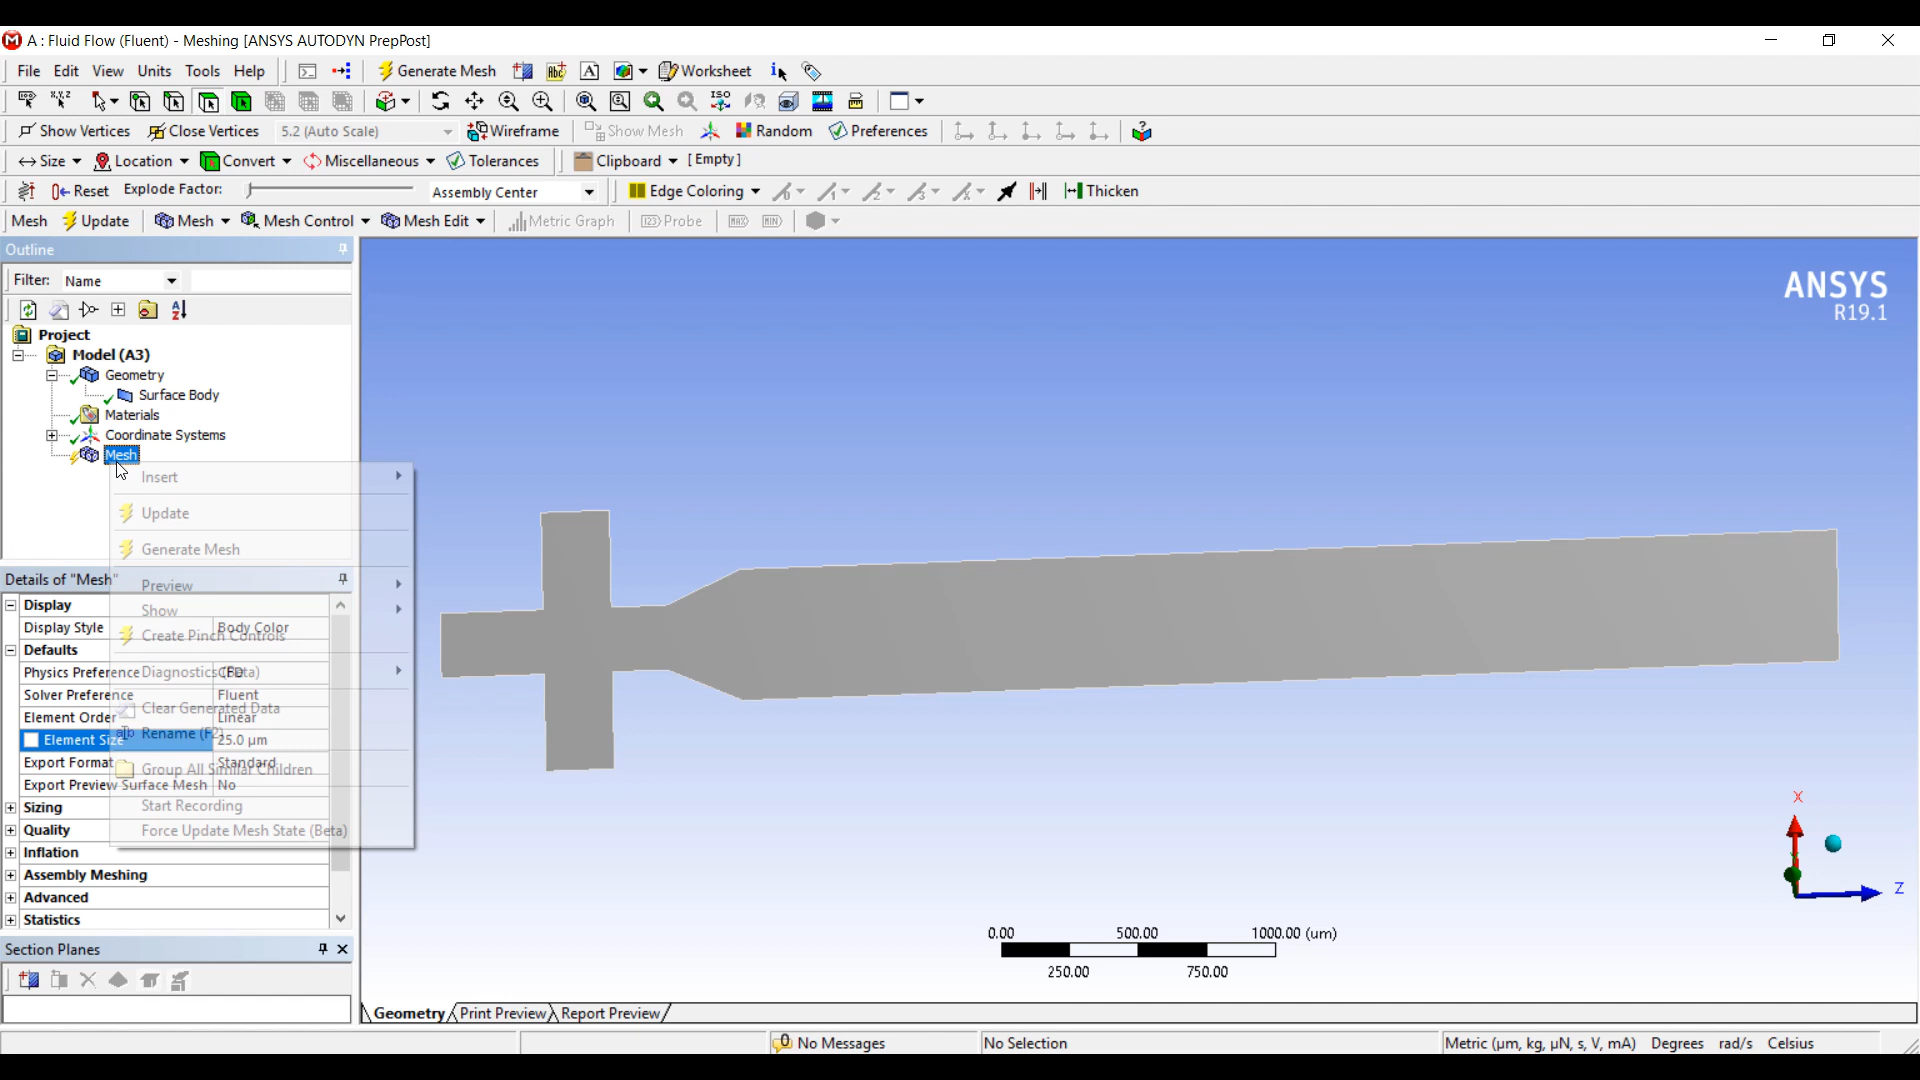 A : Fluid Flow (Fluent) - Meshing [ANSYS AUTODYN PrepPost]
File Edit View Units Tools Help Generate Mesh Abc A Worksheet
ISO
Show Vertices Close Vertices 5.2 (Auto Scale) Wireframe Show Mesh Random Preferences
Size Location Convert Miscellaneous Tolerances Clipboard [ Empty ]
Reset Explode Factor: Assembly Center Edge Coloring Thicken
Mesh Update Mesh Mesh Control Mesh Edit Metric Graph Probe MAX MIN
Outline
Filter: Name
Project
Model (A3)
Geometry
Surface Body
Materials
Coordinate Systems
Mesh
Insert
Update
Generate Mesh
Preview
Show
Create Pinch Controls
Diagnostics (Beta)
Clear Generated Data
Rename (F2)
Group All Similar Children
Start Recording
Force Update Mesh State (Beta)
Details of "Mesh"
Display
Display Style Body Color
Defaults
Physics Preference CFD
Solver Preference Fluent
Element Order Linear
Element Size 25.0 µm
Export Format Standard
Export Preview Surface Mesh No
Sizing
Quality
Inflation
Assembly Meshing
Advanced
Statistics
Section Planes
ANSYS
R19.1
X
Z
0.00 500.00 1000.00 (um)
250.00 750.00
Geometry Print Preview Report Preview
No Messages No Selection Metric (µm, kg, µN, s, V, mA) Degrees rad/s Celsius